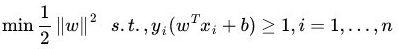 min 1/2 ‖w‖² s.t., yᵢ(wᵀxᵢ + b) ≥ 1, i = 1, . . . , n